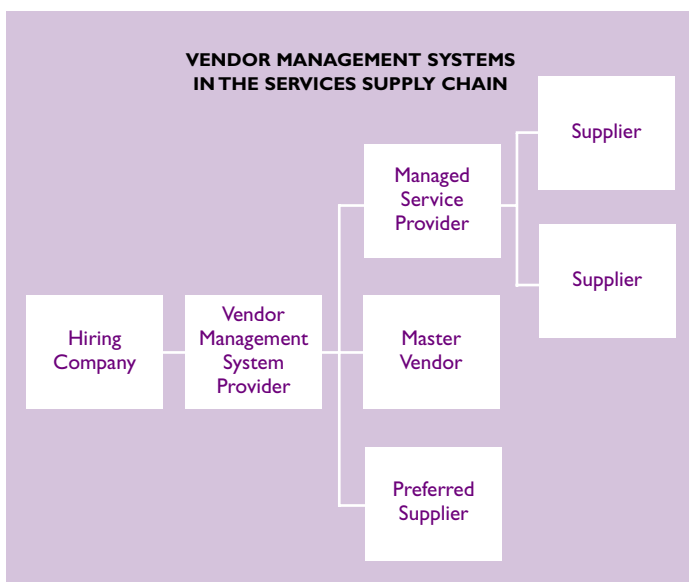 VENDOR MANAGEMENT SYSTEMS
IN THE SERVICES SUPPLY CHAIN
Hiring
Company
Vendor
Management
System
Provider
Managed
Service
Provider
Supplier
Supplier
Master
Vendor
Preferred
Supplier